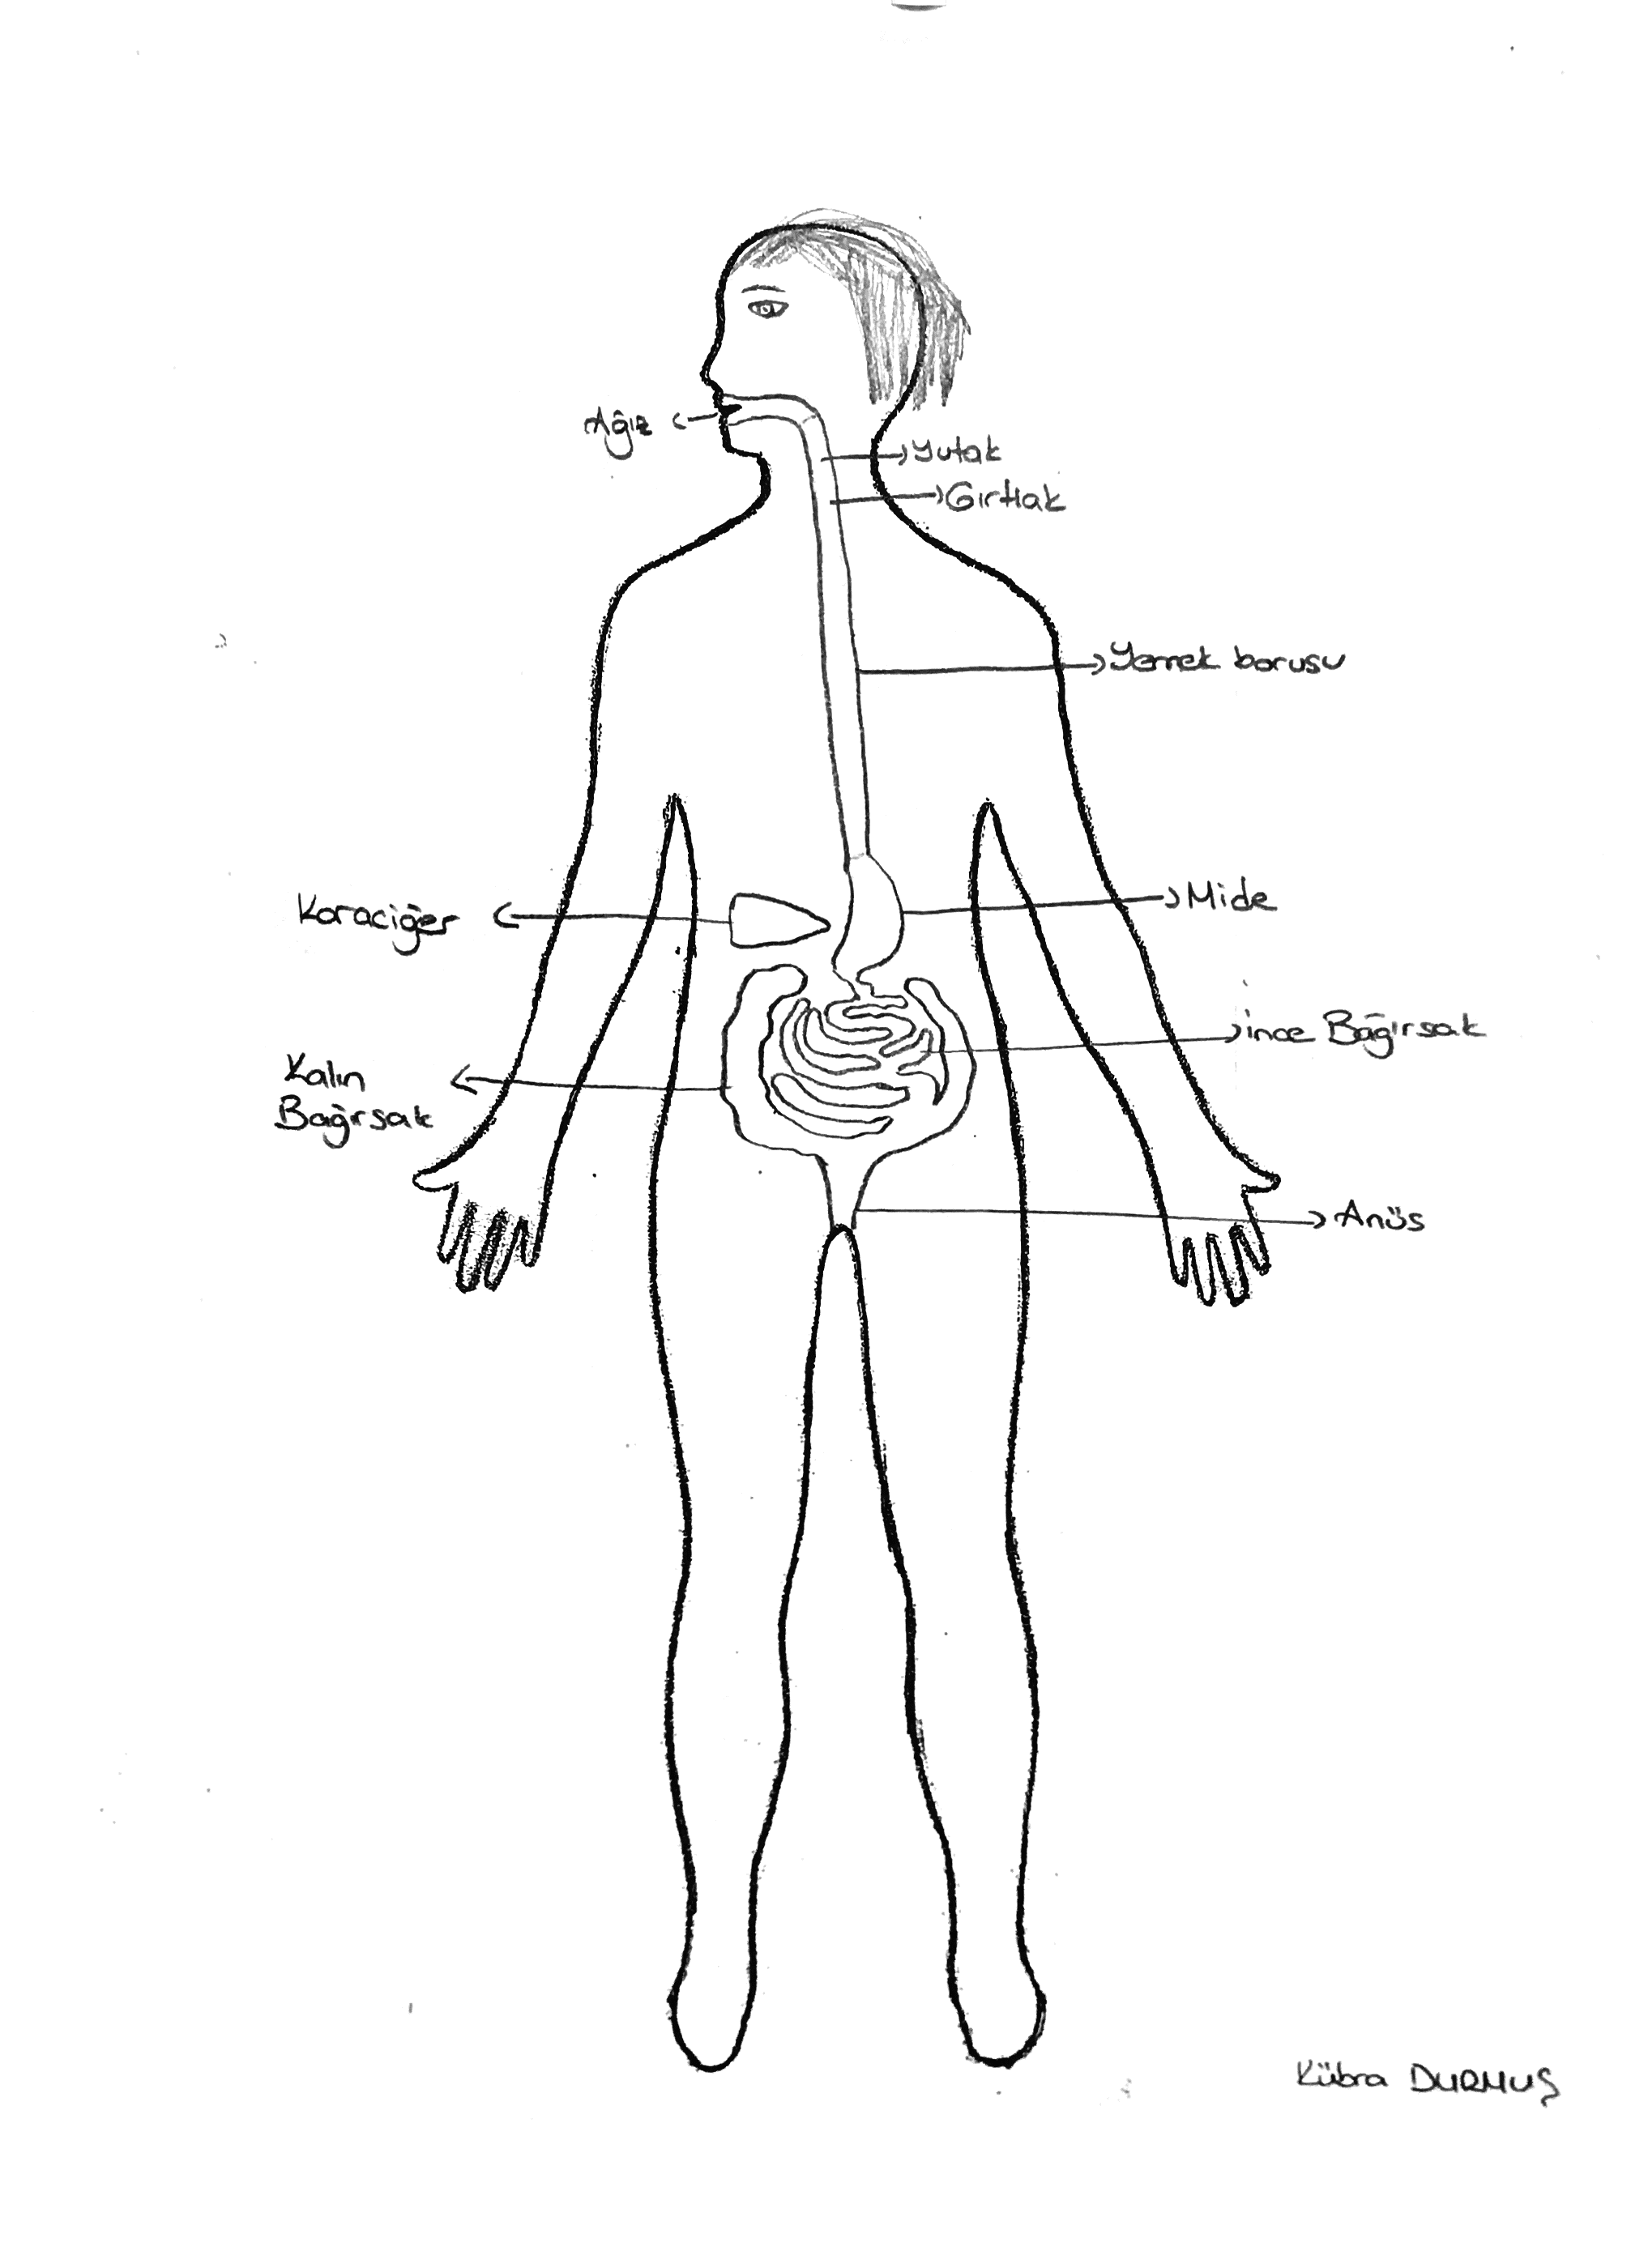 Ağız
Yutak
Gırtlak
Yemek borusu
Karaciğer
Mide
ince Bağırsak
Kalın
Bağırsak
Anüs
Kübra DURMUŞ